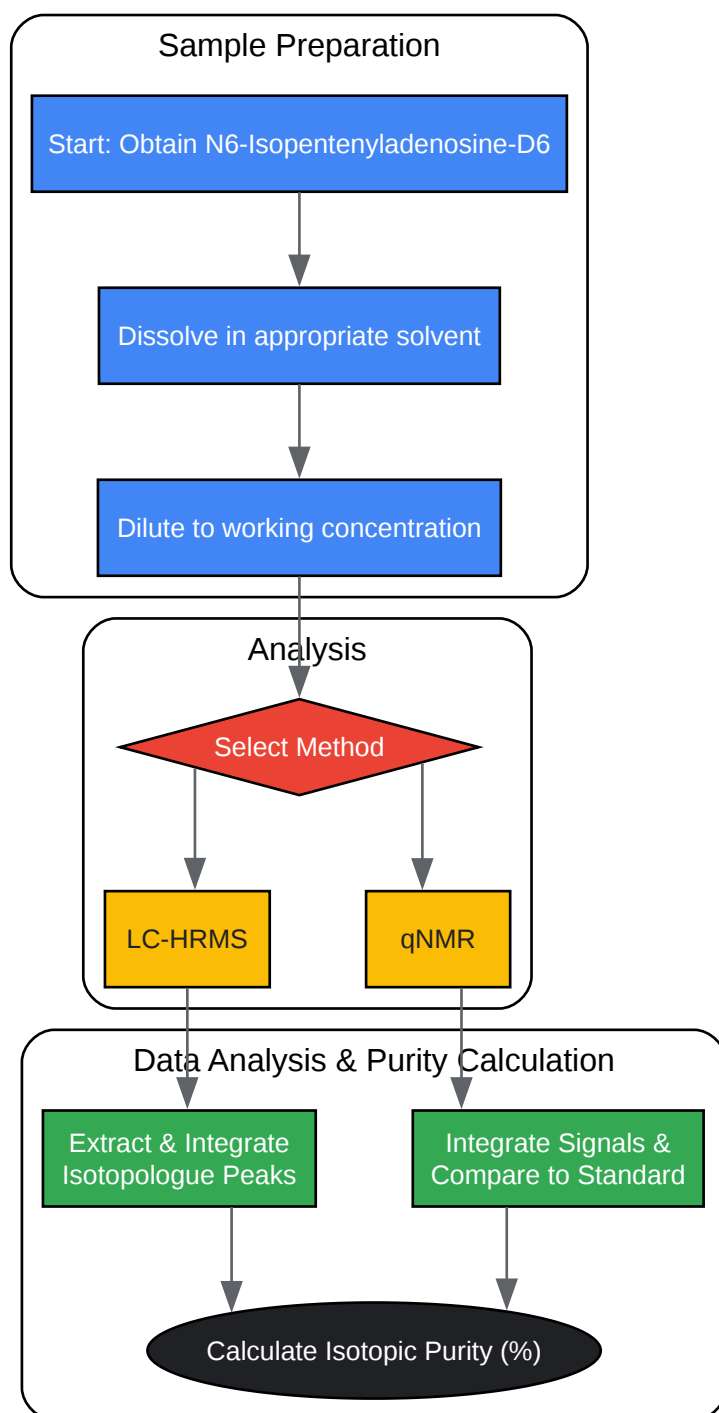 Sample Preparation
Start: Obtain N6-Isopentenyladenosine-D6
Dissolve in appropriate solvent
Dilute to working concentration
Analysis
Select Method
LC-HRMS
qNMR
Data Analysis & Purity Calculation
Extract & Integrate
Isotopologue Peaks
Integrate Signals &
Compare to Standard
Calculate Isotopic Purity (%)